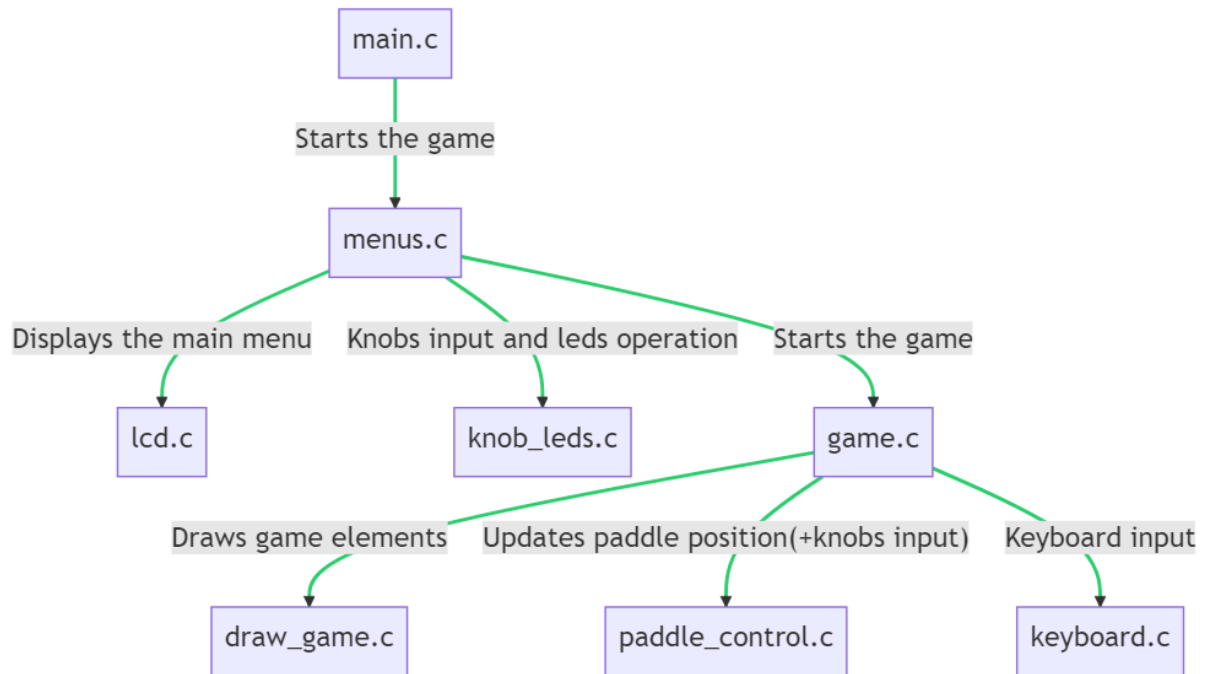 main.c
Starts the game
menus.c
Displays the main menu
Knobs input and leds operation
Starts the game
lcd.c
knob_leds.c
game.c
Draws game elements
Updates paddle position(+knobs input)
Keyboard input
draw_game.c
paddle_control.c
keyboard.c